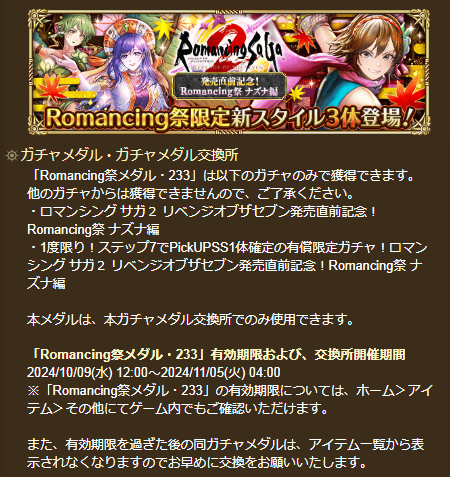 Romancing SaGa 2
発売直前記念！
Romancing祭 ナズナ編
Romancing祭限定新スタイル3体登場！
ガチャメダル・ガチャメダル交換所
「Romancing祭メダル・233」は以下のガチャのみで獲得できます。
他のガチャからは獲得できませんので、ご了承ください。
・ロマンシング サガ２ リベンジオブザセブン発売直前記念！
Romancing祭 ナズナ編
・1度限り！ステップ7でPickUPSS1体確定の有償限定ガチャ！ロマン
シング サガ２ リベンジオブザセブン発売直前記念！Romancing祭 ナ
ズナ編
本メダルは、本ガチャメダル交換所でのみ使用できます。
「Romancing祭メダル・233」有効期限および、交換所開催期間
2024/10/09(水) 12:00～2024/11/05(火) 04:00
※「Romancing祭メダル・233」の有効期限については、ホーム＞アイ
テム＞その他にてゲーム内でもご確認いただけます。
また、有効期限を過ぎた後の同ガチャメダルは、アイテム一覧から表
示されなくなりますのでお早めに交換をお願いいたします。